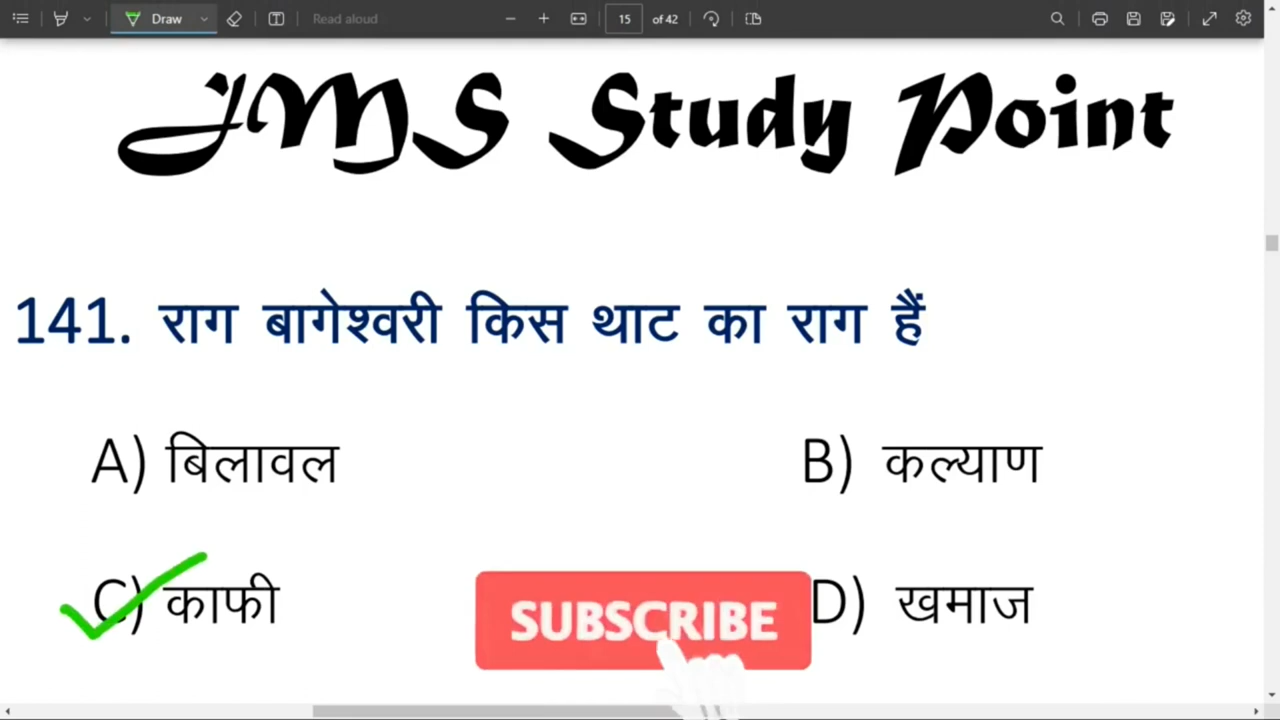 Draw
Read aloud
15 of 42
JMS Study Point
141. राग बागेश्वरी किस थाट का राग हैं
A) बिलावल
B) कल्याण
C) काफी
D) खमाज
SUBSCRIBE